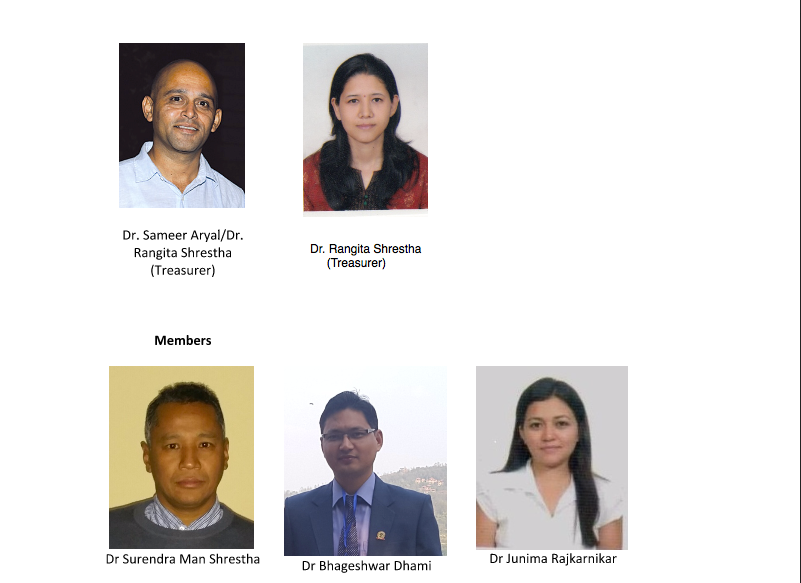 Dr. Sameer Aryal/Dr.
Rangita Shrestha
(Treasurer)
Dr. Rangita Shrestha
(Treasurer)
Members
Dr Surendra Man Shrestha
Dr Bhageshwar Dhami
Dr Junima Rajkarnikar